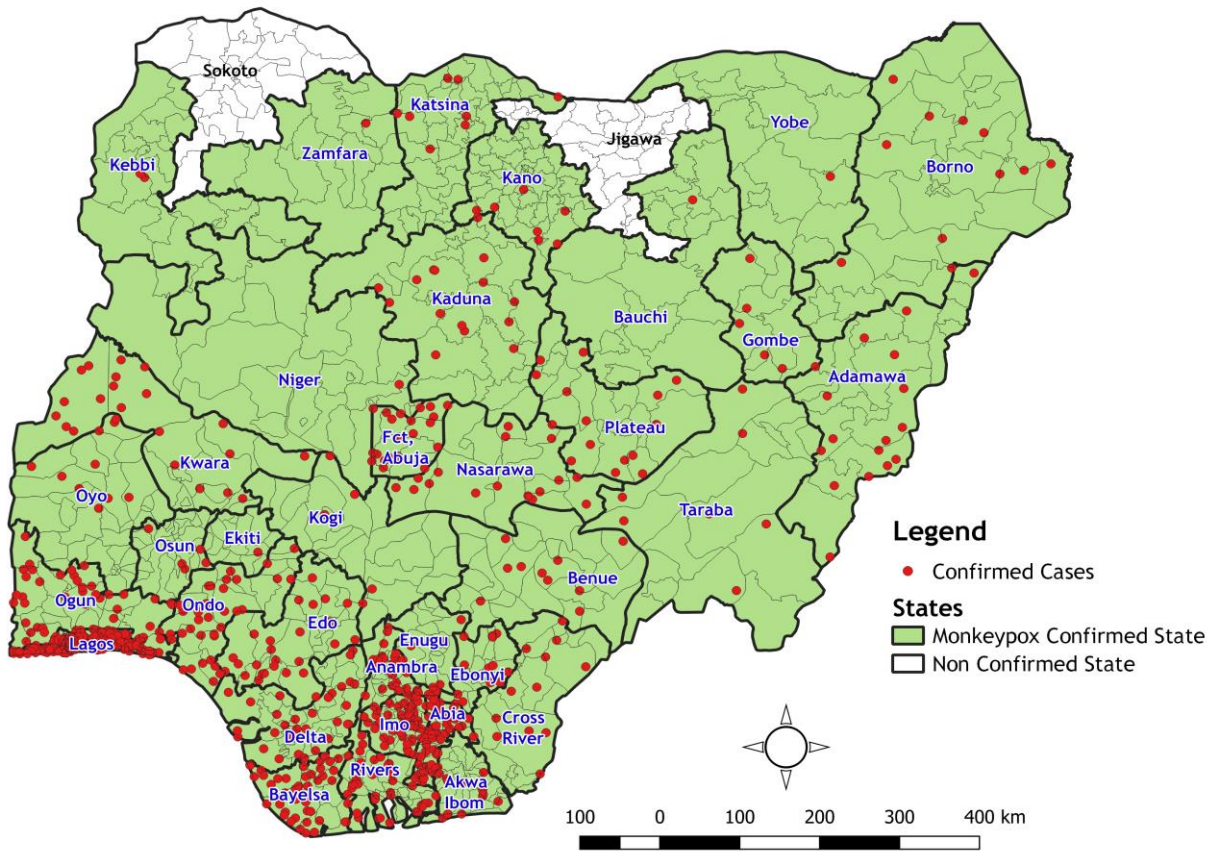 Sokoto
Katsina
Jigawa
Yobe
Kebbi
Zamfara
Kano
Borno
Kaduna
Bauchi
Gombe
Adamawa
Niger
Plateau
Fct,
Abuja
Kwara
Nasarawa
Oyo
Kogi
Taraba
Osun
Ekiti
Benue
Ogun
Ondo
Edo
Lagos
Enugu
Anambra
Ebonyi
Imo
Abia
Cross
River
Delta
Rivers
Bayelsa
Akwa
Ibom
Legend
Confirmed Cases
States
Monkeypox Confirmed State
Non Confirmed State
100 0 100 200 300 400 km